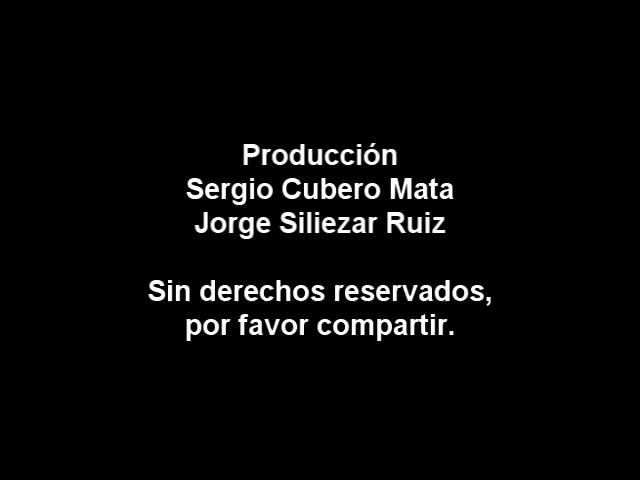 Producción
Sergio Cubero Mata
Jorge Siliezar Ruiz
Sin derechos reservados,
por favor compartir.